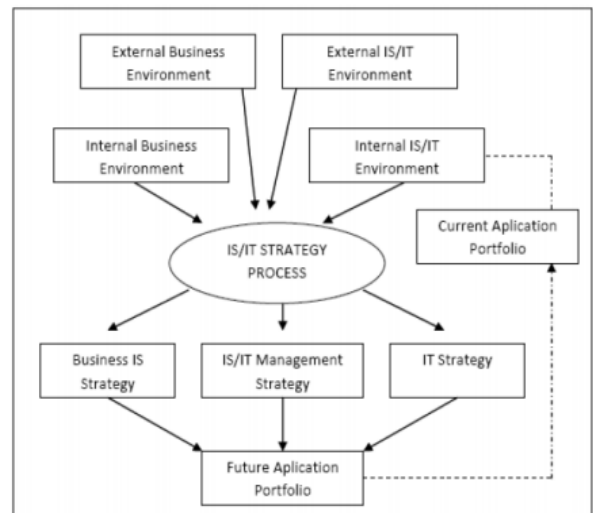 External Business
Environment
External IS/IT
Environment
Internal Business
Environment
Internal IS/IT
Environment
Current Aplication
Portfolio
IS/IT STRATEGY
PROCESS
Business IS
Strategy
IS/IT Management
Strategy
IT Strategy
Future Aplication
Portfolio